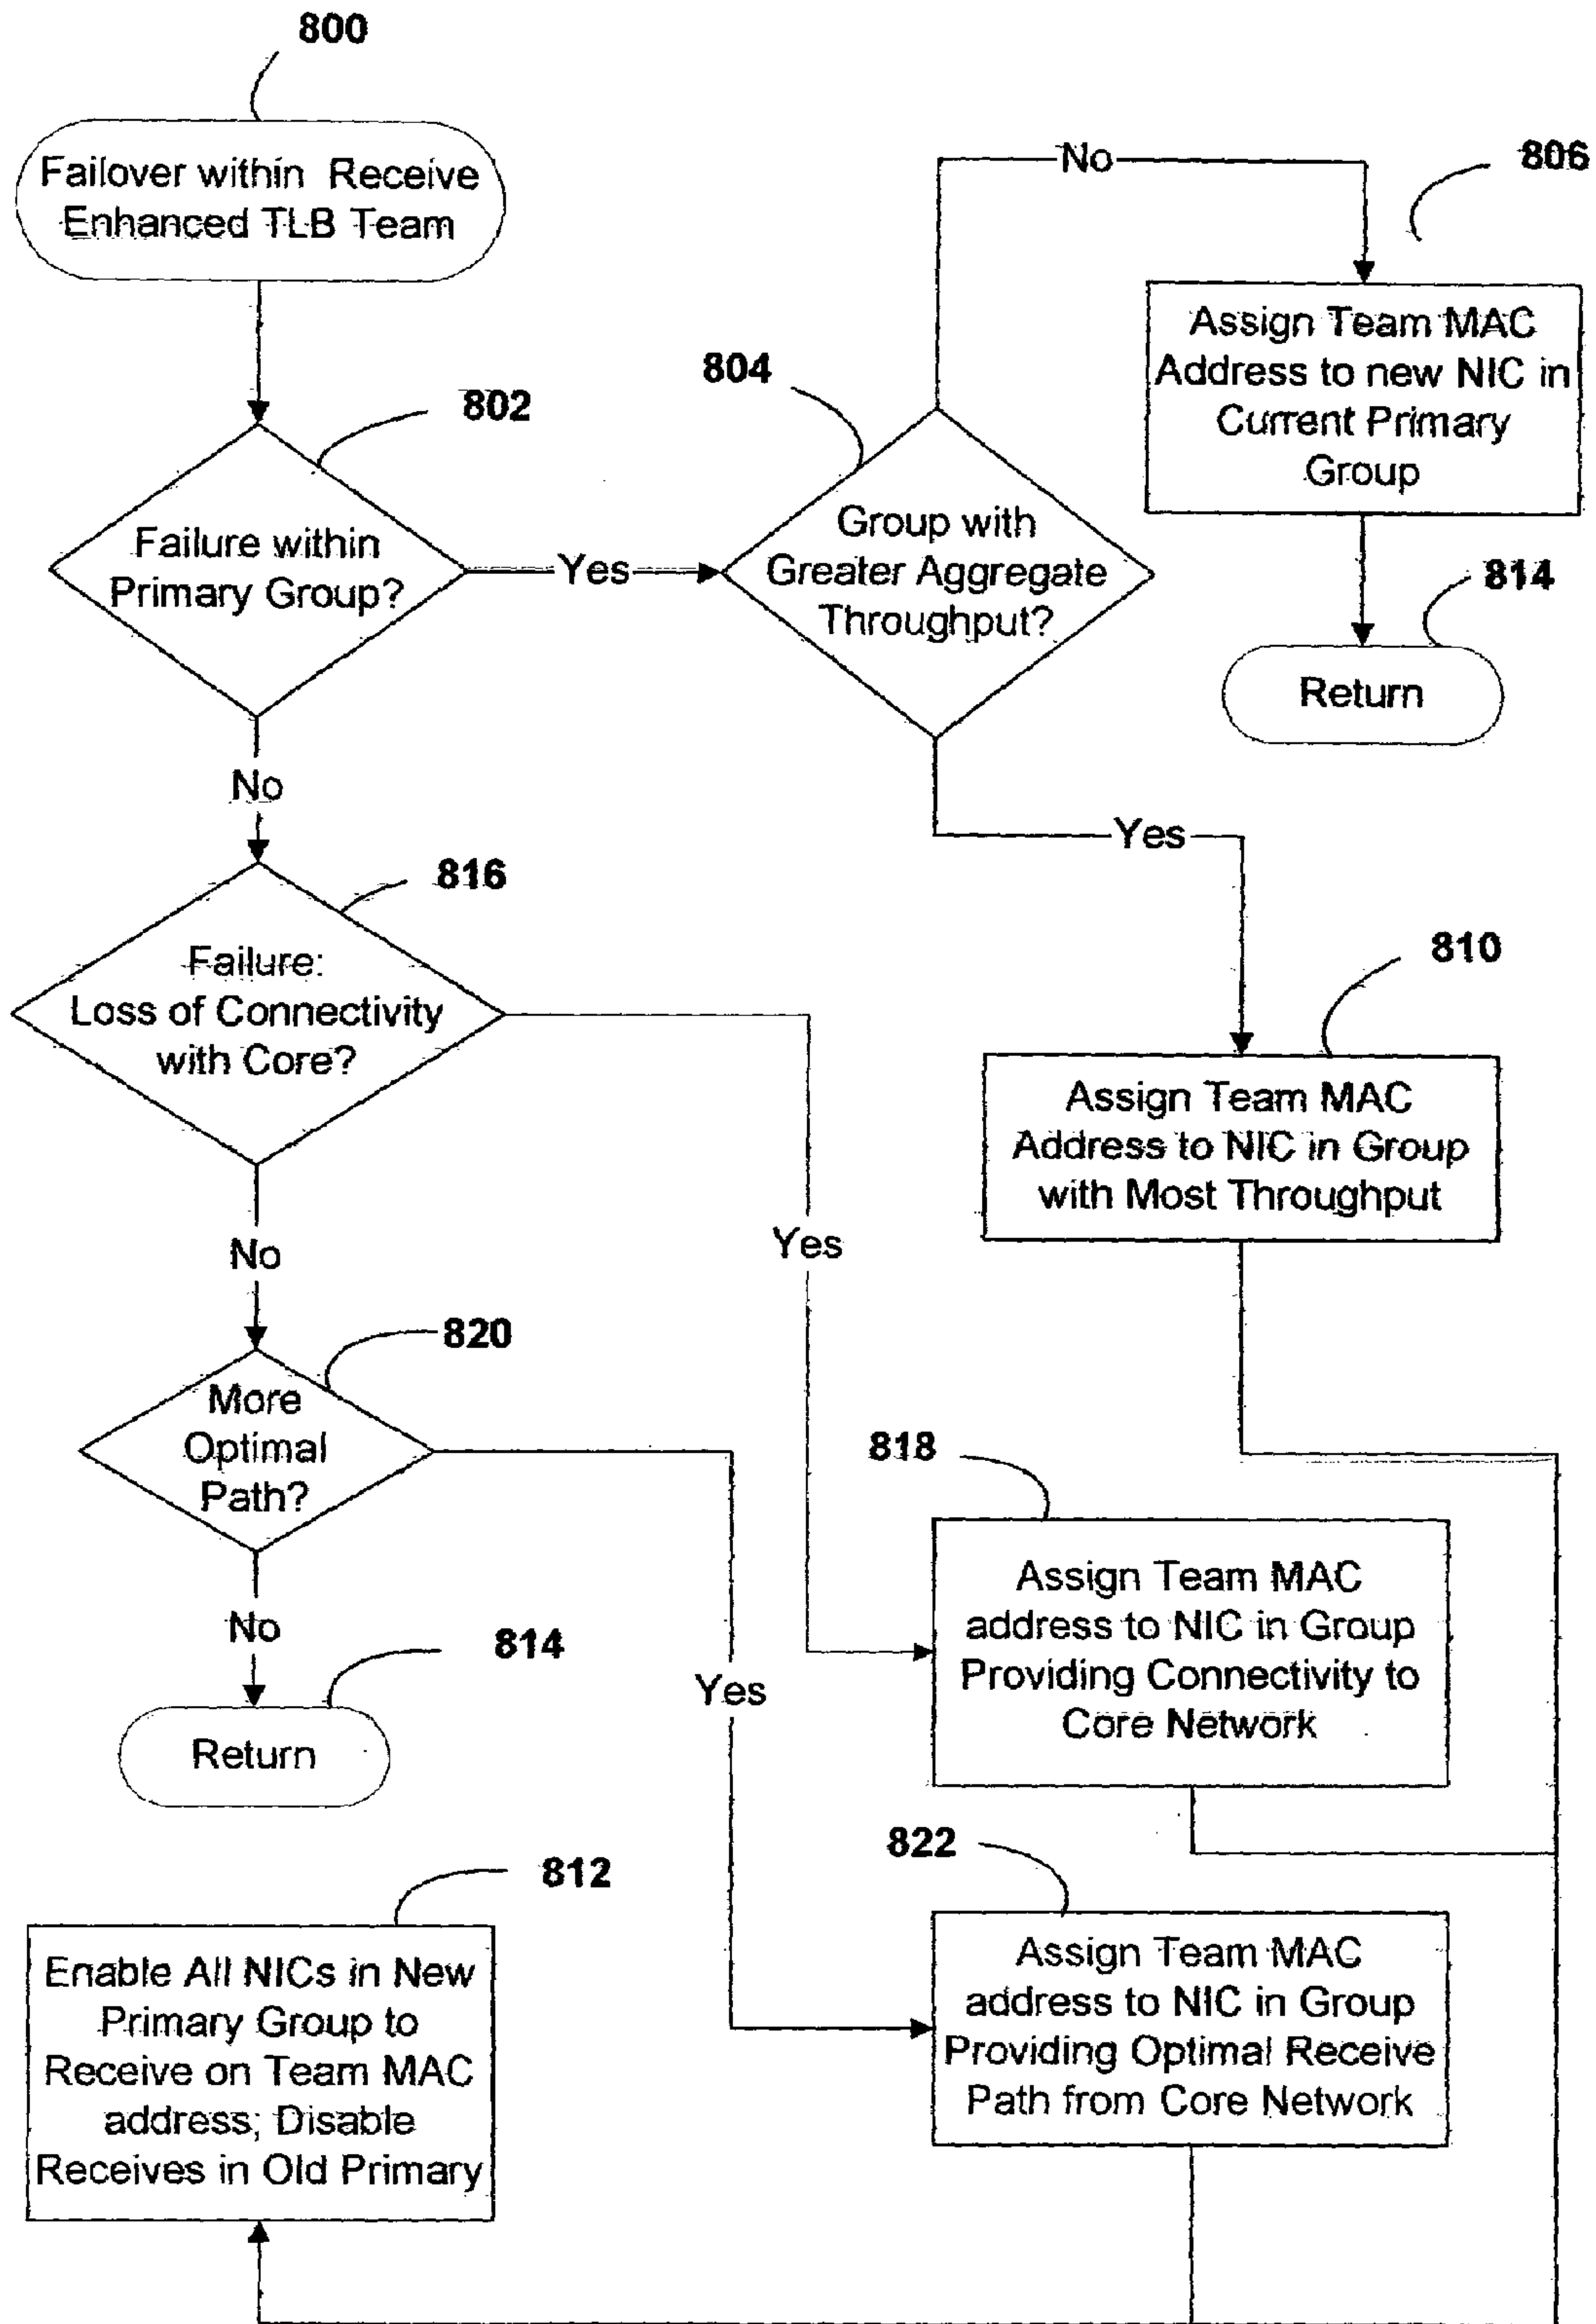 800
Failover within Receive
Enhanced TLB Team
No
806
Assign Team MAC
Address to new NIC in
Current Primary
Group
802
804
Failure within
Primary Group?
Yes
Group with
Greater Aggregate
Throughput?
814
Return
No
Yes
816
Failure:
Loss of Connectivity
with Core?
810
Assign Team MAC
Address to NIC in Group
with Most Throughput
No
Yes
820
More
Optimal
Path?
818
Assign Team MAC
address to NIC in Group
Providing Connectivity to
Core Network
No
814
Return
Yes
822
Assign Team MAC
address to NIC in Group
Providing Optimal Receive
Path from Core Network
812
Enable All NICs in New
Primary Group to
Receive on Team MAC
address; Disable
Receives in Old Primary